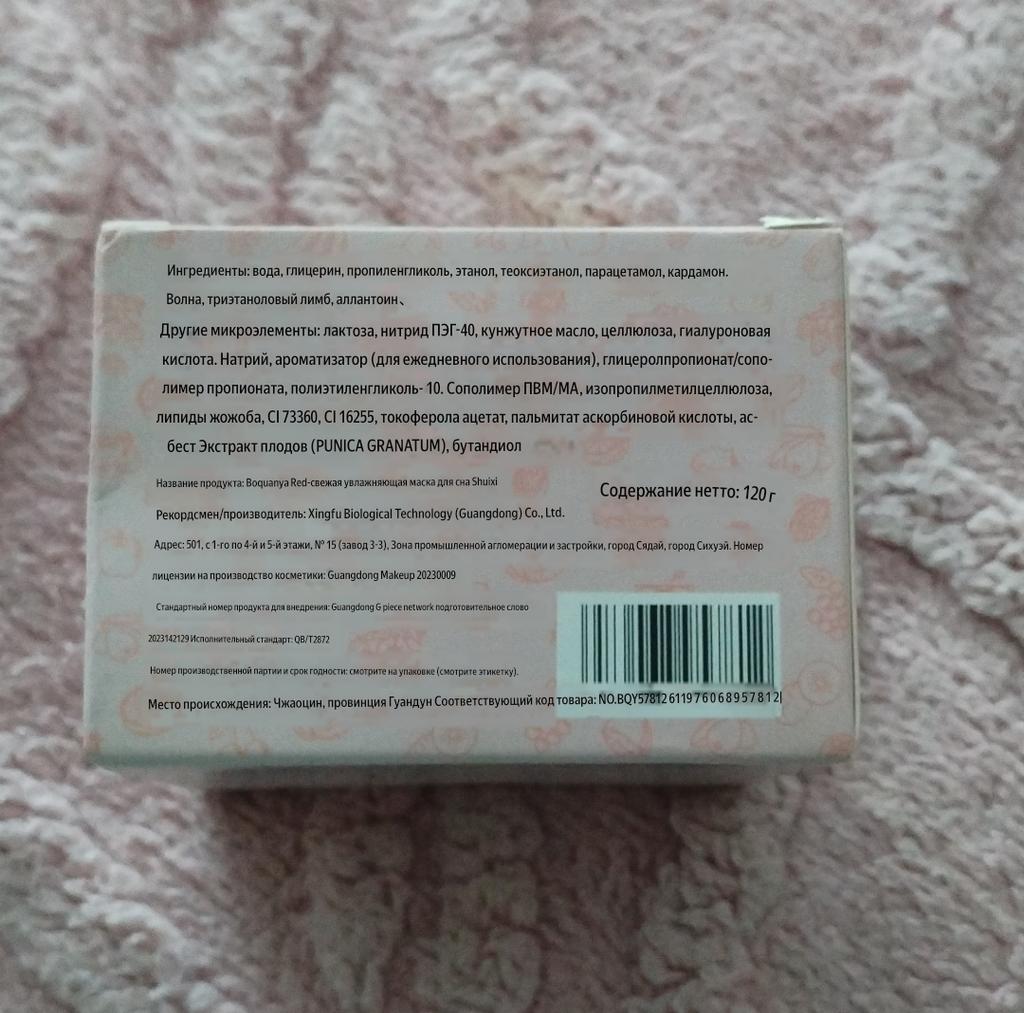 Ингредиенты: вода, глицерин, пропиленгликоль, этанол, теоксиэтанол, парацетамол, кардамон.
Волна, триэтаноловый лимб, аллантоин、
Другие микроэлементы: лактоза, нитрид ПЭГ-40, кунжутное масло, целлюлоза, гиалуроновая
кислота. Натрий, ароматизатор (для ежедневного использования), глицеролпропионат/сопо-
лимер пропионата, полиэтиленгликоль- 10. Сополимер ПВМ/МА, изопропилметилцеллюлоза,
липиды жожоба, CI 73360, CI 16255, токоферола ацетат, пальмитат аскорбиновой кислоты, ас-
бест Экстракт плодов (PUNICA GRANATUM), бутандиол
Название продукта: Boquanya Red-свежая увлажняющая маска для сна Shuixi
Содержание нетто: 120 г
Рекордсмен/производитель: Xingfu Biological Technology (Guangdong) Co., Ltd.
Адрес: 501, с 1-го по 4-й и 5-й этажи, № 15 (завод 3-3), Зона промышленной агломерации и застройки, город Сядай, город Сихуэй. Номер
лицензии на производство косметики: Guangdong Makeup 20230009
Стандартный номер продукта для внедрения: Guangdong G piece network подготовительное слово
2023142129 Исполнительный стандарт: QB/T2872
Номер производственной партии и срок годности: смотрите на упаковке (смотрите этикетку).
Место происхождения: Чжаоцин, провинция Гуандун Соответствующий код товара: NO.BQY57812 6119760689578 12|